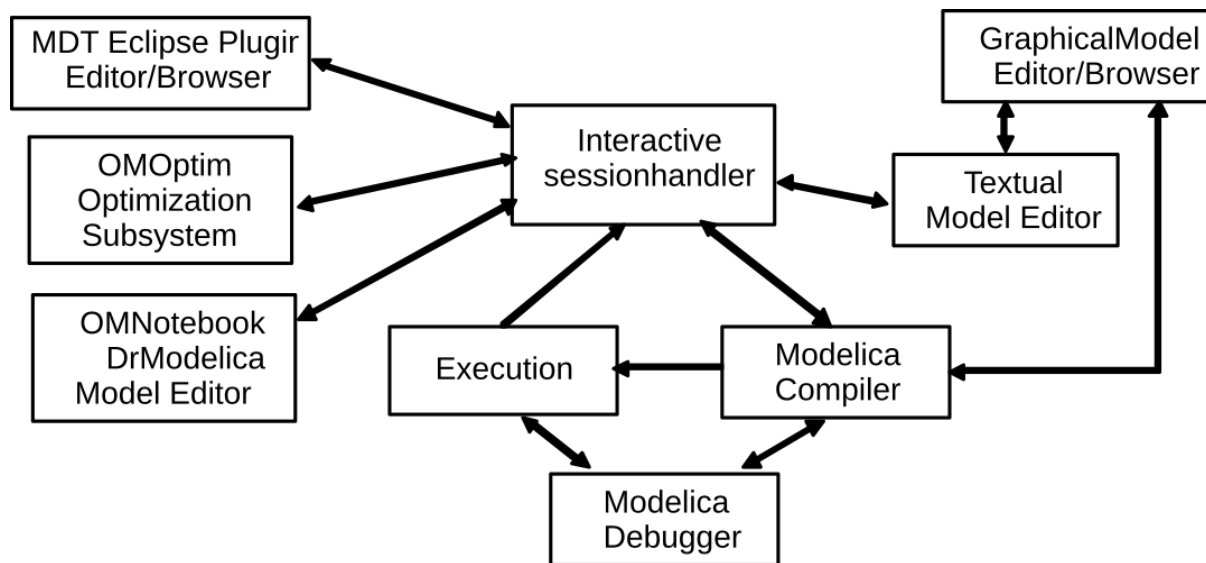 MDT Eclipse Plugin
Editor/Browser
GraphicalModel
Editor/Browser
Interactive
sessionhandler
OMOptim
Optimization
Subsystem
Textual
Model Editor
OMNotebook
DrModelica
Model Editor
Execution
Modelica
Compiler
Modelica
Debugger